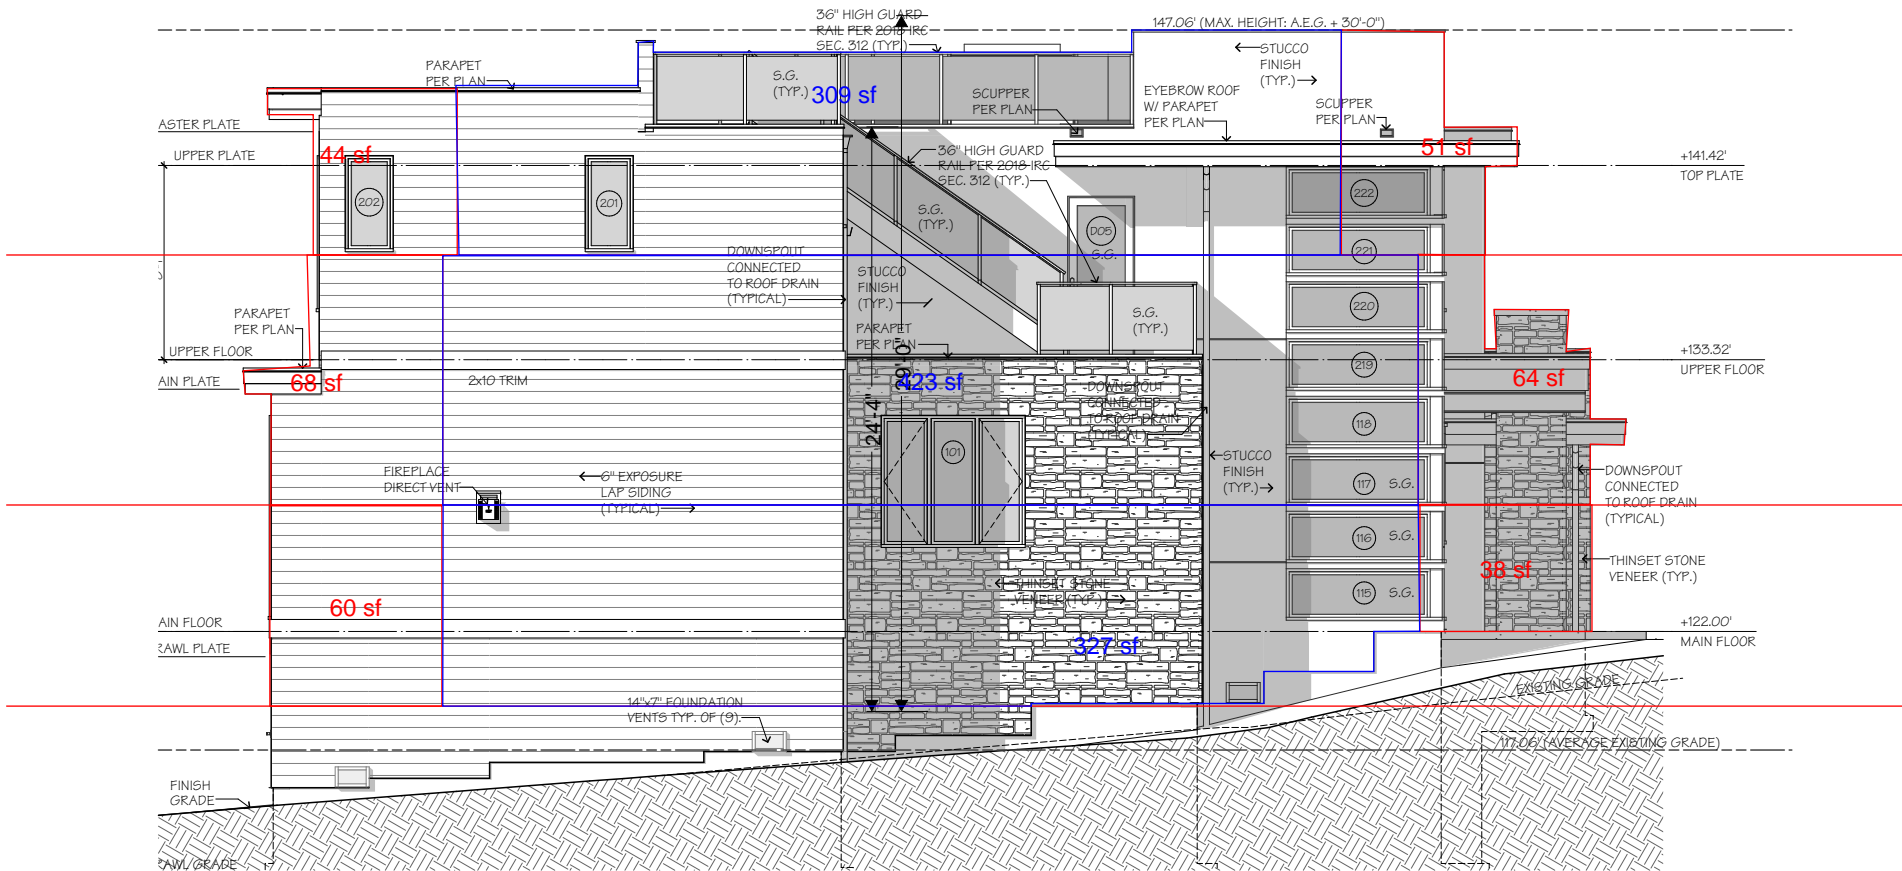 36" HIGH GUARD
RAIL PER 2018 IRC
SEC. 312 (TYP.)
147.06' (MAX. HEIGHT: A.E.G. + 30'-0")
STUCCO
FINISH
(TYP.)
PARAPET
PER PLAN
S.G.
(TYP.)
309 sf
SCUPPER
PER PLAN
EYEBROW ROOF
W/ PARAPET
PER PLAN
SCUPPER
PER PLAN
ASTER PLATE
UPPER PLATE
44 sf
51 sf
36" HIGH GUARD
RAIL PER 2018 IRC
SEC. 312 (TYP.)
+141.42'
TOP PLATE
202
201
222
S.G.
(TYP.)
D05
S.G.
221
DOWNSPOUT
CONNECTED
TO ROOF DRAIN
(TYPICAL)
STUCCO
FINISH
(TYP.)
220
PARAPET
PER PLAN
S.G.
(TYP.)
PARAPET
PER PLAN
29'-0"
UPPER FLOOR
+133.32'
UPPER FLOOR
219
AIN PLATE
68 sf
2x10 TRIM
423 sf
64 sf
DOWNSPOUT
CONNECTED
TO ROOF DRAIN
(TYPICAL)
24'-4"
118
101
FIREPLACE
DIRECT VENT
6" EXPOSURE
LAP SIDING
(TYPICAL)
STUCCO
FINISH
(TYP.)
117 S.G.
DOWNSPOUT
CONNECTED
TO ROOF DRAIN
(TYPICAL)
116 S.G.
38 sf
THINSET STONE
VENEER (TYP.)
THINSET STONE
VENEER (TYP.)
115 S.G.
60 sf
AIN FLOOR
+122.00'
MAIN FLOOR
RAWL PLATE
327 sf
14"x7" FOUNDATION
VENTS TYP. OF (9).
EXISTING GRADE
117.06' (AVERAGE EXISTING GRADE)
FINISH
GRADE
RAWL GRADE